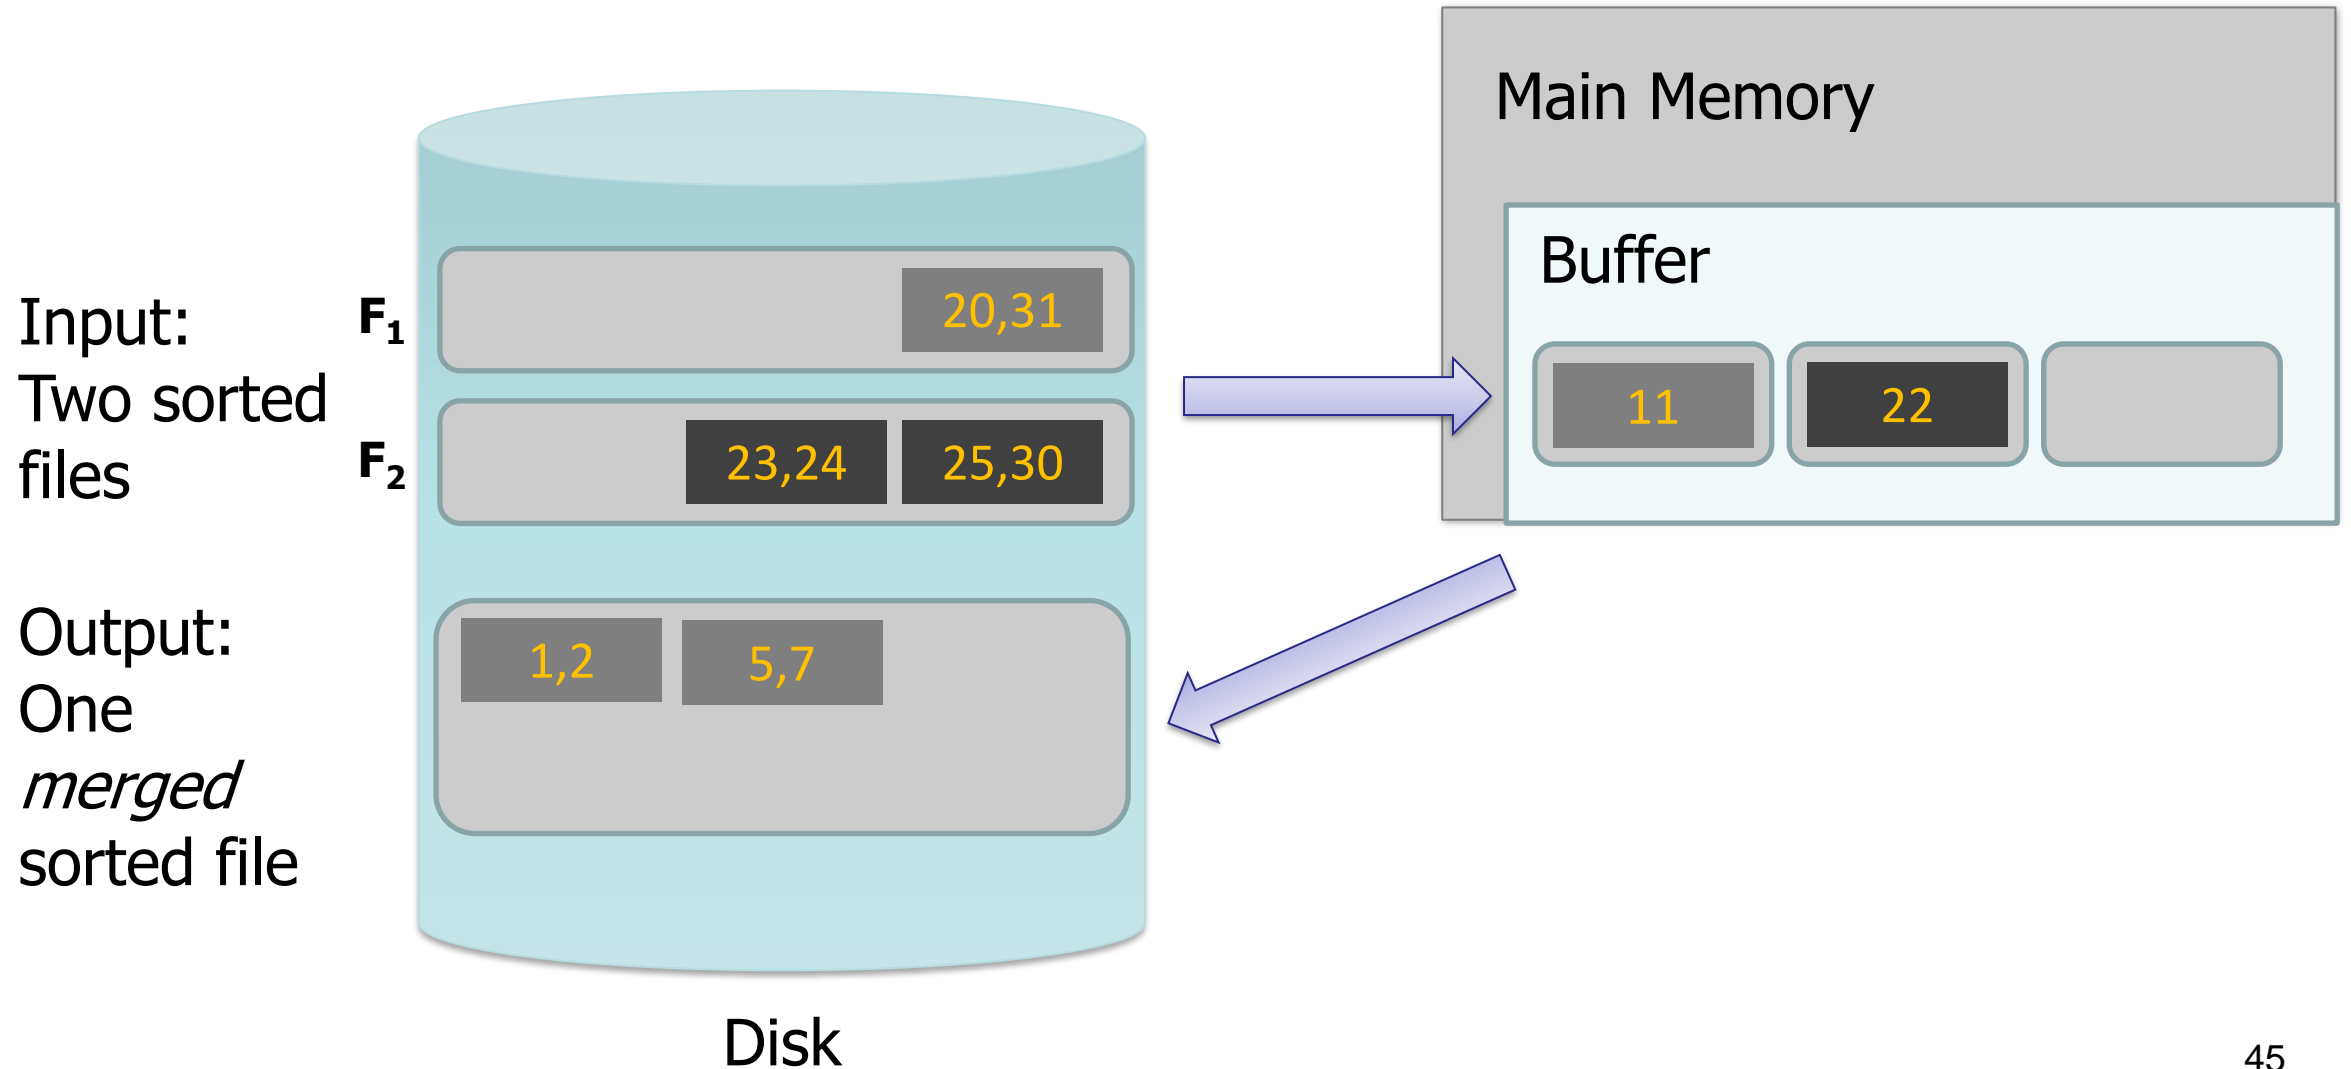 Main Memory
Buffer
Input:
Two sorted
files
F1
20,31
F2
23,24
25,30
11
22
Output:
One
merged
sorted file
1,2
5,7
Disk
45